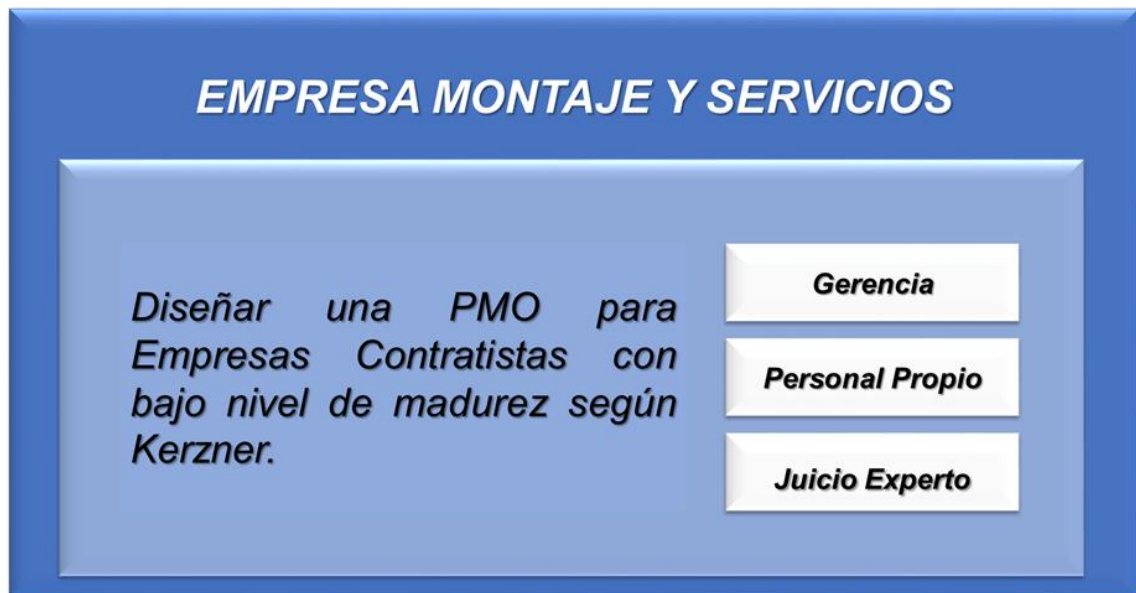 EMPRESA MONTAJE Y SERVICIOS
Diseñar una PMO para
Empresas Contratistas con
bajo nivel de madurez según
Kerzner.
Gerencia
Personal Propio
Juicio Experto